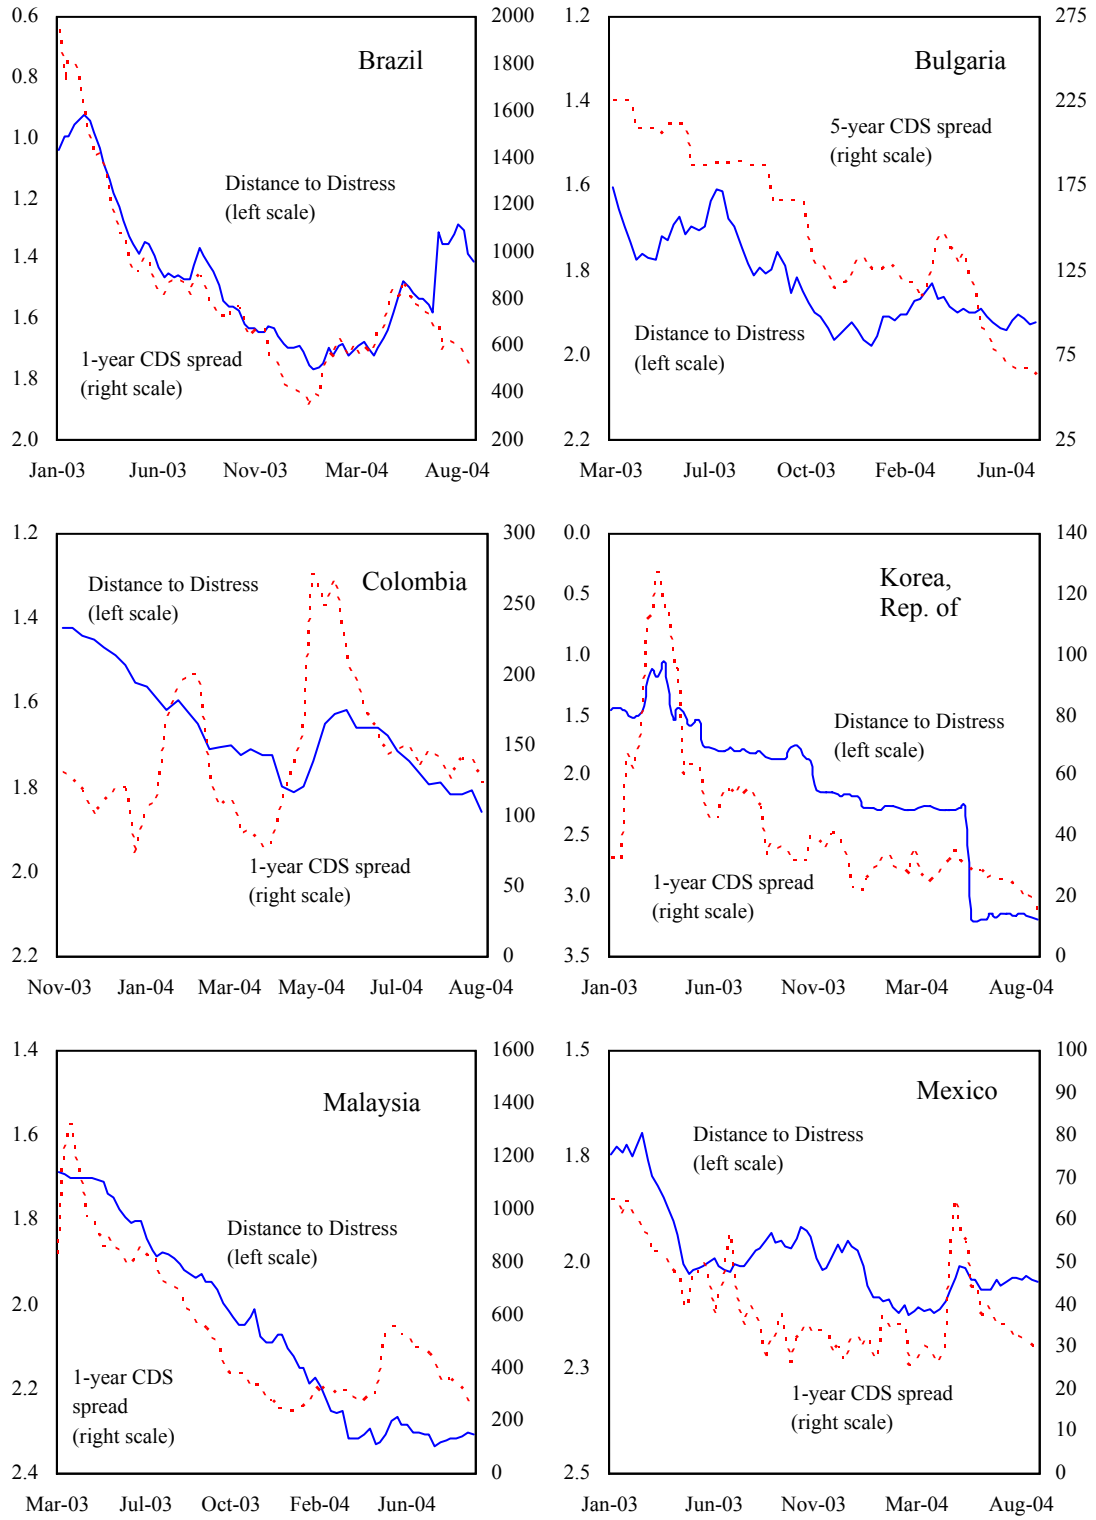 Brazil
0.6
0.8
1.0
1.2
1.4
1.6
1.8
2.0
2000
1800
1600
1400
1200
1000
800
600
400
200
Distance to Distress
(left scale)
1-year CDS spread
(right scale)
Jan-03 Jun-03 Nov-03 Mar-04 Aug-04
Bulgaria
1.2
1.4
1.6
1.8
2.0
2.2
275
225
175
125
75
25
5-year CDS spread
(right scale)
Distance to Distress
(left scale)
Mar-03 Jul-03 Oct-03 Feb-04 Jun-04
Colombia
1.2
1.4
1.6
1.8
2.0
2.2
300
250
200
150
100
50
0
Distance to Distress
(left scale)
1-year CDS spread
(right scale)
Nov-03 Jan-04 Mar-04 May-04 Jul-04 Aug-04
Korea,
Rep. of
0.0
0.5
1.0
1.5
2.0
2.5
3.0
3.5
140
120
100
80
60
40
20
0
Distance to Distress
(left scale)
1-year CDS spread
(right scale)
Jan-03 Jun-03 Nov-03 Mar-04 Aug-04
Malaysia
1.4
1.6
1.8
2.0
2.2
2.4
1600
1400
1200
1000
800
600
400
200
0
Distance to Distress
(left scale)
1-year CDS
spread
(right scale)
Mar-03 Jul-03 Oct-03 Feb-04 Jun-04
Mexico
1.5
1.8
2.0
2.3
2.5
100
90
80
70
60
50
40
30
20
10
0
Distance to Distress
(left scale)
1-year CDS spread
(right scale)
Jan-03 Jun-03 Nov-03 Mar-04 Aug-04